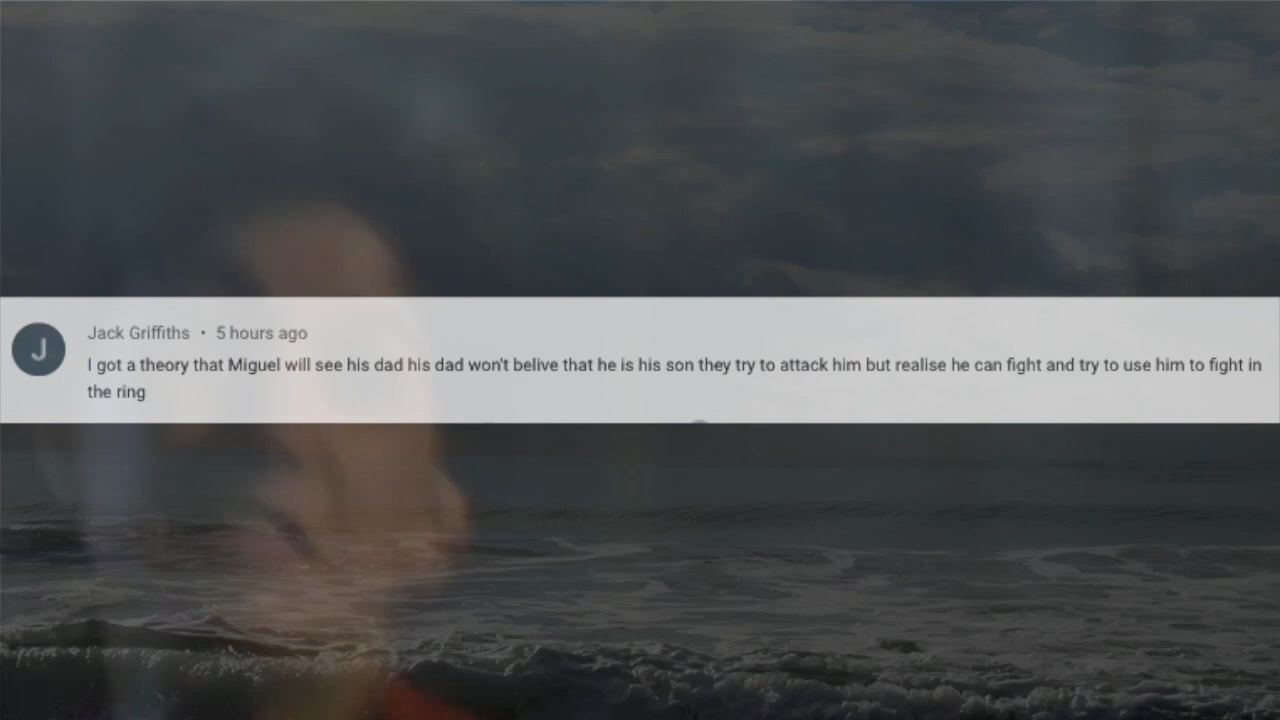 J
Jack Griffiths • 5 hours ago
I got a theory that Miguel will see his dad his dad won't belive that he is his son they try to attack him but realise he can fight and try to use him to fight in
the ring